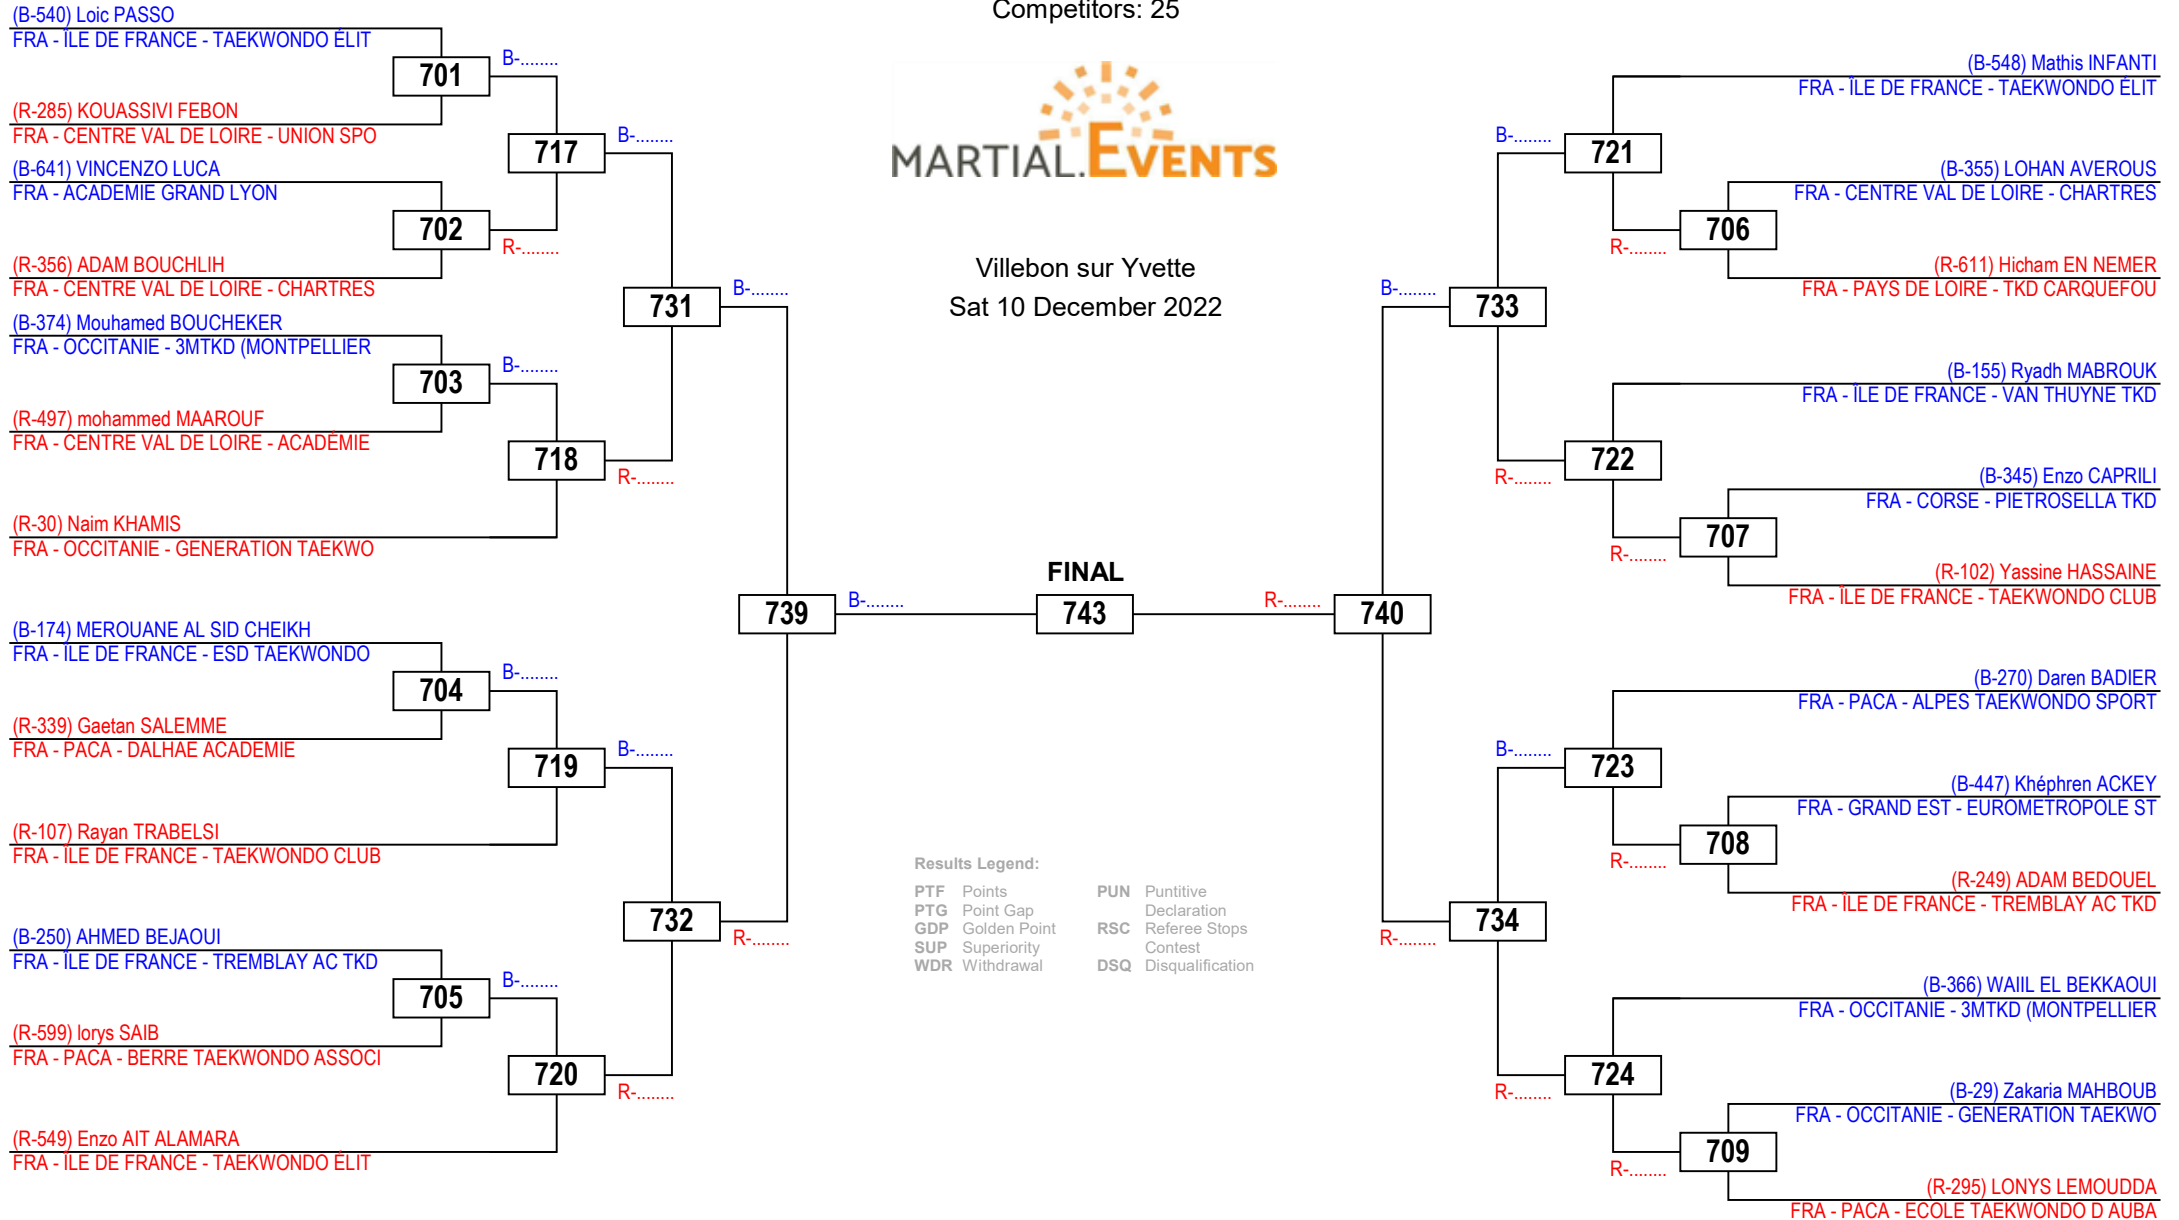 Competitors: 25
MARTIAL.EVENTS
Villebon sur Yvette
Sat 10 December 2022
(B-540) Loic PASSO
FRA - ÎLE DE FRANCE - TAEKWONDO ÉLIT
701
B-........
(R-285) KOUASSIVI FEBON
FRA - CENTRE VAL DE LOIRE - UNION SPO
717
B-........
(B-641) VINCENZO LUCA
FRA - ACADEMIE GRAND LYON
702
R-........
(R-356) ADAM BOUCHLIH
FRA - CENTRE VAL DE LOIRE - CHARTRES
731
B-........
(B-374) Mouhamed BOUCHEKER
FRA - OCCITANIE - 3MTKD (MONTPELLIER
703
B-........
(R-497) mohammed MAAROUF
FRA - CENTRE VAL DE LOIRE - ACADÉMIE
718
R-........
(R-30) Naim KHAMIS
FRA - OCCITANIE - GENERATION TAEKWO
739
B-........
(B-174) MEROUANE AL SID CHEIKH
FRA - ÎLE DE FRANCE - ESD TAEKWONDO
704
B-........
(R-339) Gaetan SALEMME
FRA - PACA - DALHAE ACADEMIE
719
B-........
(R-107) Rayan TRABELSI
FRA - ÎLE DE FRANCE - TAEKWONDO CLUB
732
R-........
(B-250) AHMED BEJAOUI
FRA - ÎLE DE FRANCE - TREMBLAY AC TKD
705
B-........
(R-599) lorys SAIB
FRA - PACA - BERRE TAEKWONDO ASSOCI
720
R-........
(R-549) Enzo AIT ALAMARA
FRA - ÎLE DE FRANCE - TAEKWONDO ÉLIT
FINAL
743
Results Legend:
PTF Points
PTG Point Gap
GDP Golden Point
SUP Superiority
WDR Withdrawal
PUN Puntitive
Declaration
RSC Referee Stops
Contest
DSQ Disqualification
(B-548) Mathis INFANTI
FRA - ÎLE DE FRANCE - TAEKWONDO ÉLIT
B-........
721
(B-355) LOHAN AVEROUS
FRA - CENTRE VAL DE LOIRE - CHARTRES
R-........
706
(R-611) Hicham EN NEMER
FRA - PAYS DE LOIRE - TKD CARQUEFOU
B-........
733
(B-155) Ryadh MABROUK
FRA - ÎLE DE FRANCE - VAN THUYNE TKD
R-........
722
(B-345) Enzo CAPRILI
FRA - CORSE - PIETROSELLA TKD
R-........
707
(R-102) Yassine HASSAINE
FRA - ÎLE DE FRANCE - TAEKWONDO CLUB
R-........
740
(B-270) Daren BADIER
FRA - PACA - ALPES TAEKWONDO SPORT
B-........
723
(B-447) Khéphren ACKEY
FRA - GRAND EST - EUROMETROPOLE ST
R-........
708
(R-249) ADAM BEDOUEL
FRA - ÎLE DE FRANCE - TREMBLAY AC TKD
R-........
734
(B-366) WAIIL EL BEKKAOUI
FRA - OCCITANIE - 3MTKD (MONTPELLIER
R-........
724
(B-29) Zakaria MAHBOUB
FRA - OCCITANIE - GENERATION TAEKWO
R-........
709
(R-295) LONYS LEMOUDDA
FRA - PACA - ECOLE TAEKWONDO D AUBA